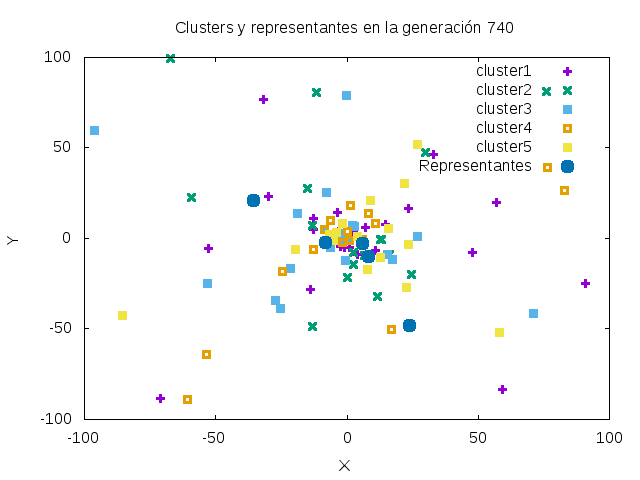 Clusters y representantes en la generación 740
100
50
0
-50
-100
Y
cluster1
cluster2
cluster3
cluster4
cluster5
Representantes
-100 -50 0 50 100
X